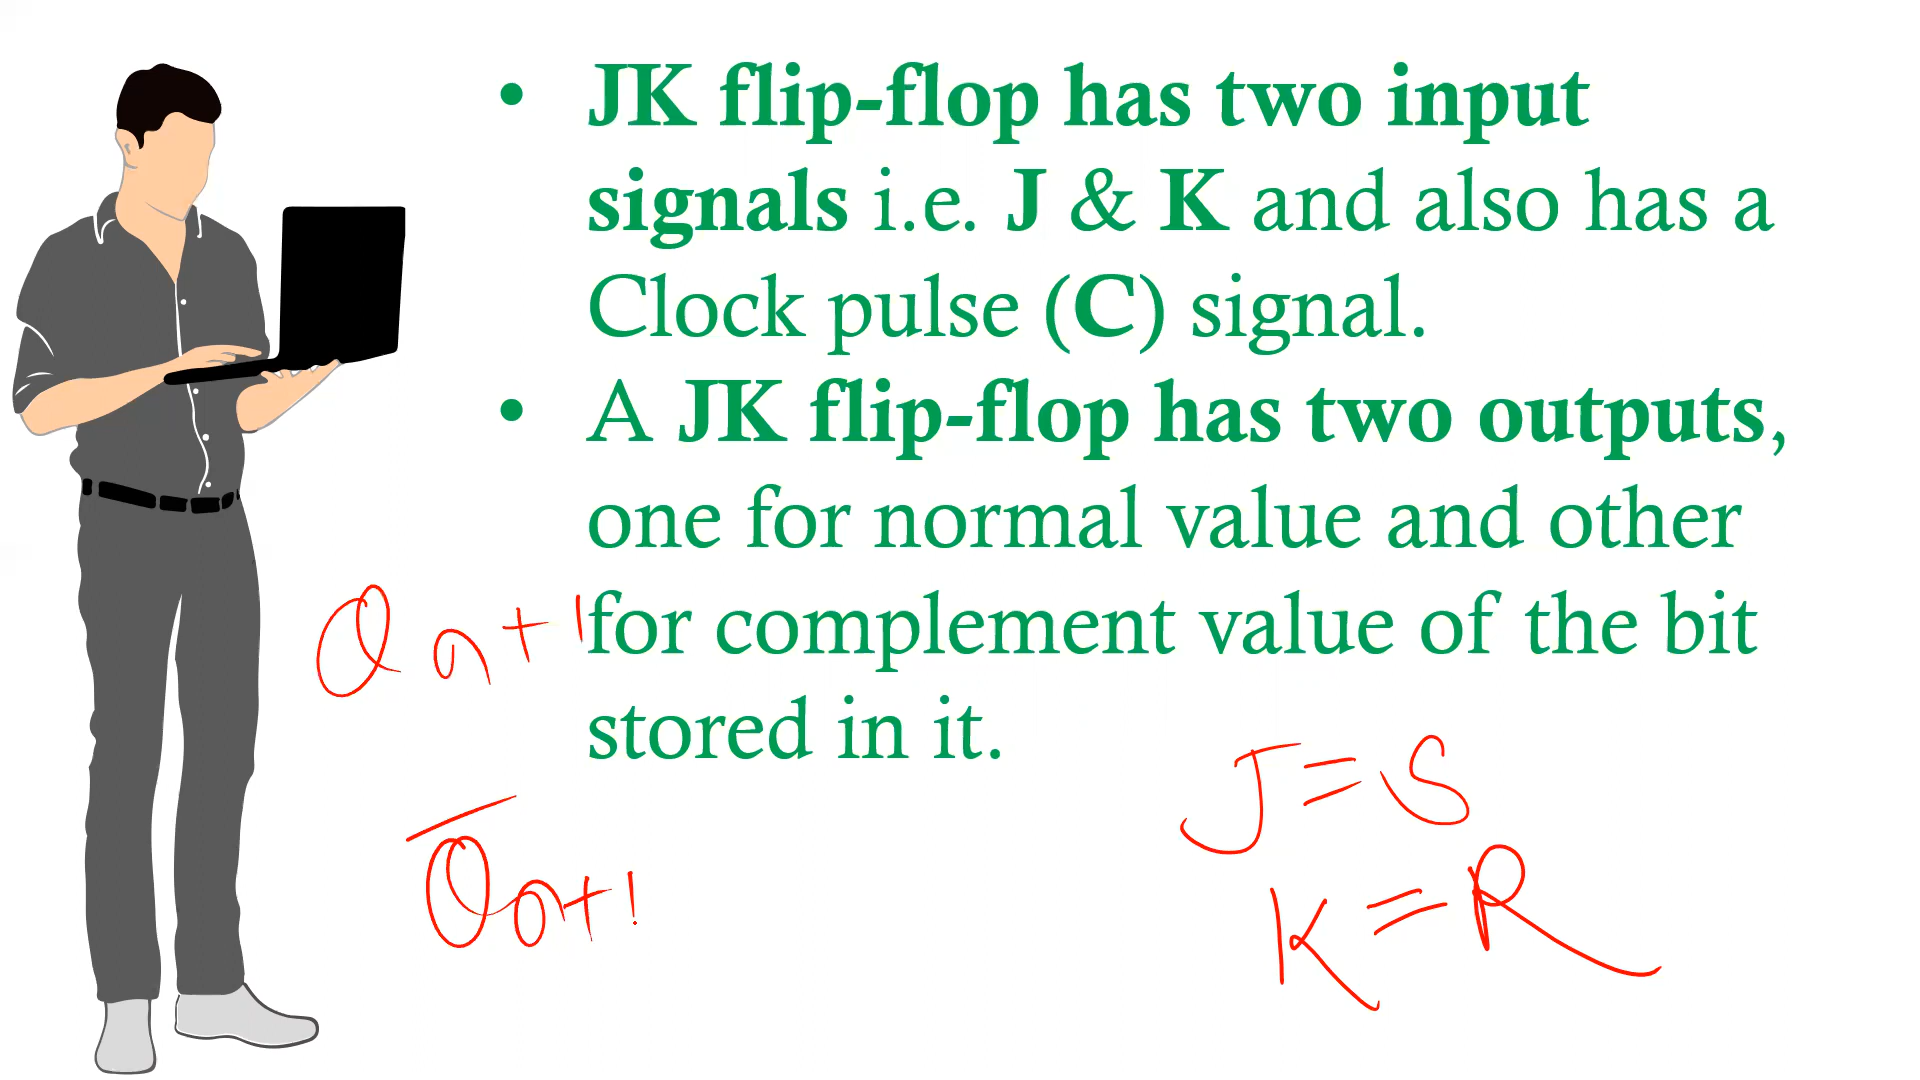 • JK flip-flop has two input
signals i.e. J & K and also has a
Clock pulse (C) signal.
• A JK flip-flop has two outputs,
one for normal value and other
for complement value of the bit
stored in it.
Qn+1
Q̅n+1
J=S
K=R